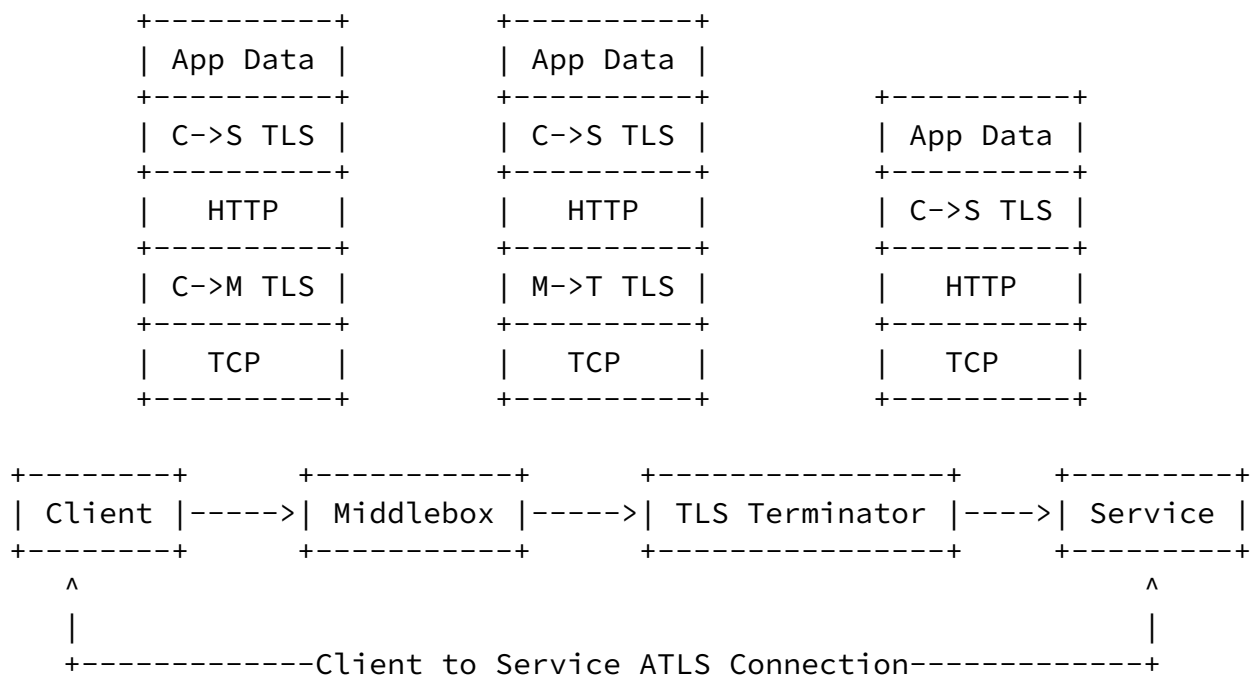 App Data App Data
C->S TLS C->S TLS App Data
HTTP HTTP C->S TLS
C->M TLS M->T TLS HTTP
TCP TCP TCP
Client ----->| Middlebox |----->| TLS Terminator |---->| Service
Client to Service ATLS Connection